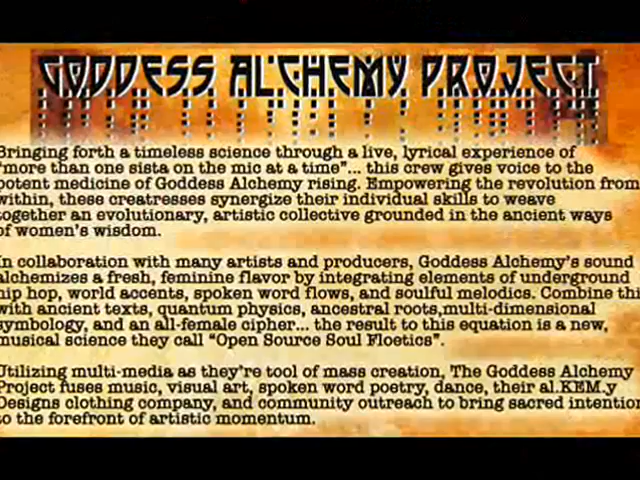 GODDESS ALCHEMY PROJECT
Bringing forth a timeless science through a live, lyrical experience of
"more than one sista on the mic at a time"... this crew gives voice to the
potent medicine of Goddess Alchemy rising. Empowering the revolution from
within, these creatresses synergize their individual skills to weave
together an evolutionary, artistic collective grounded in the ancient ways
of women's wisdom.
In collaboration with many artists and producers, Goddess Alchemy's sound
alchemizes a fresh, feminine flavor by integrating elements of underground
hip hop, world accents, spoken word flows, and soulful melodics. Combine thi
with ancient texts, quantum physics, ancestral roots,multi-dimensional
symbology, and an all-female cipher... the result to this equation is a new,
musical science they call "Open Source Soul Floetics".
Utilizing multi-media as they're tool of mass creation, The Goddess Alchemy
Project fuses music, visual art, spoken word poetry, dance, their al.KEM.y
Designs clothing company, and community outreach to bring sacred intention
to the forefront of artistic momentum.